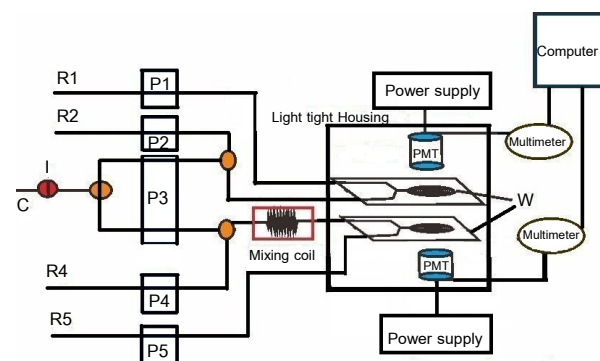 Computer
R1
P1
Power supply
R2
P2
Light tight Housing
PMT
Multimeter
I
P3
C
W
Mixing coil
Multimeter
R4
P4
PMT
R5
P5
Power supply